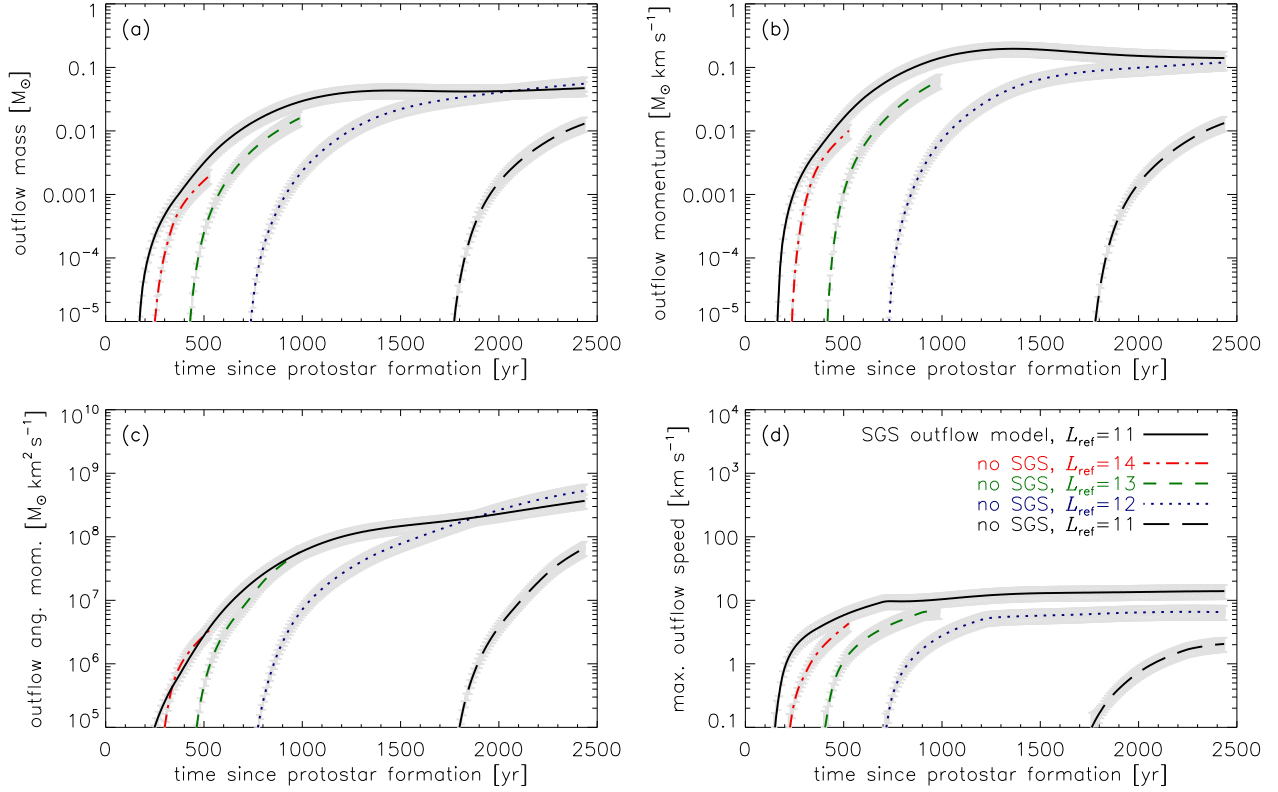 (a)
outflow mass [M⊙]
1
0.1
0.01
0.001
10⁻⁴
10⁻⁵
0 500 1000 1500 2000 2500
time since protostar formation [yr]
(b)
outflow momentum [M⊙ km s⁻¹]
1
0.1
0.01
0.001
10⁻⁴
10⁻⁵
0 500 1000 1500 2000 2500
time since protostar formation [yr]
(c)
outflow ang. mom. [M⊙ km² s⁻¹]
10¹⁰
10⁹
10⁸
10⁷
10⁶
10⁵
0 500 1000 1500 2000 2500
time since protostar formation [yr]
(d)
max. outflow speed [km s⁻¹]
10⁴
1000
100
10
1
0.1
SGS outflow model, L_ref=11
no SGS, L_ref=14
no SGS, L_ref=13
no SGS, L_ref=12
no SGS, L_ref=11
0 500 1000 1500 2000 2500
time since protostar formation [yr]